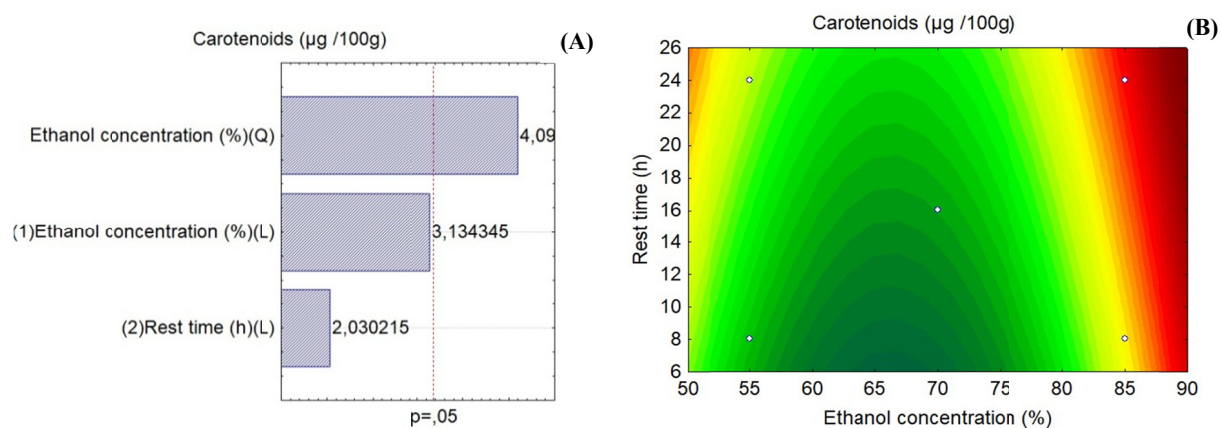 Carotenoids (µg /100g)
(A)
Ethanol concentration (%)(Q)
4,09
(1)Ethanol concentration (%)(L)
3,134345
(2)Rest time (h)(L)
2,030215
p=,05
Carotenoids (µg /100g)
(B)
26
24
22
20
18
16
14
12
10
8
6
Rest time (h)
50 55 60 65 70 75 80 85 90
Ethanol concentration (%)